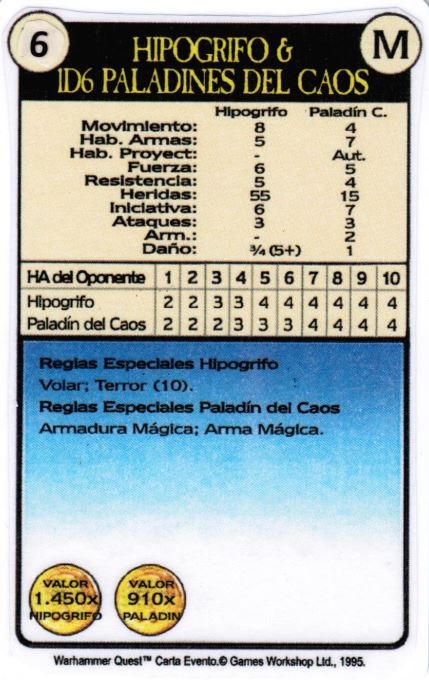 6
HIPOGRIFO &
1D6 PALADINES DEL CAOS
M
Hipogrifo Paladín C.
Movimiento: 8 4
Hab. Armas: 5 7
Hab. Proyect: - Aut.
Fuerza: 6 5
Resistencia: 5 4
Heridas: 55 15
Iniciativa: 6 7
Ataques: 3 3
Arm.: - 2
Daño: ¾ (5+) 1
HA del Oponente 1 2 3 4 5 6 7 8 9 10
Hipogrifo 2 2 3 3 4 4 4 4 4 4
Paladín del Caos 2 2 2 3 3 3 4 4 4 4
Reglas Especiales Hipogrifo
Volar; Terror (10).
Reglas Especiales Paladín del Caos
Armadura Mágica; Arma Mágica.
VALOR
1.450x
HIPOGRIFO
VALOR
910x
PALADIN
Warhammer Quest™ Carta Evento.© Games Workshop Ltd., 1995.